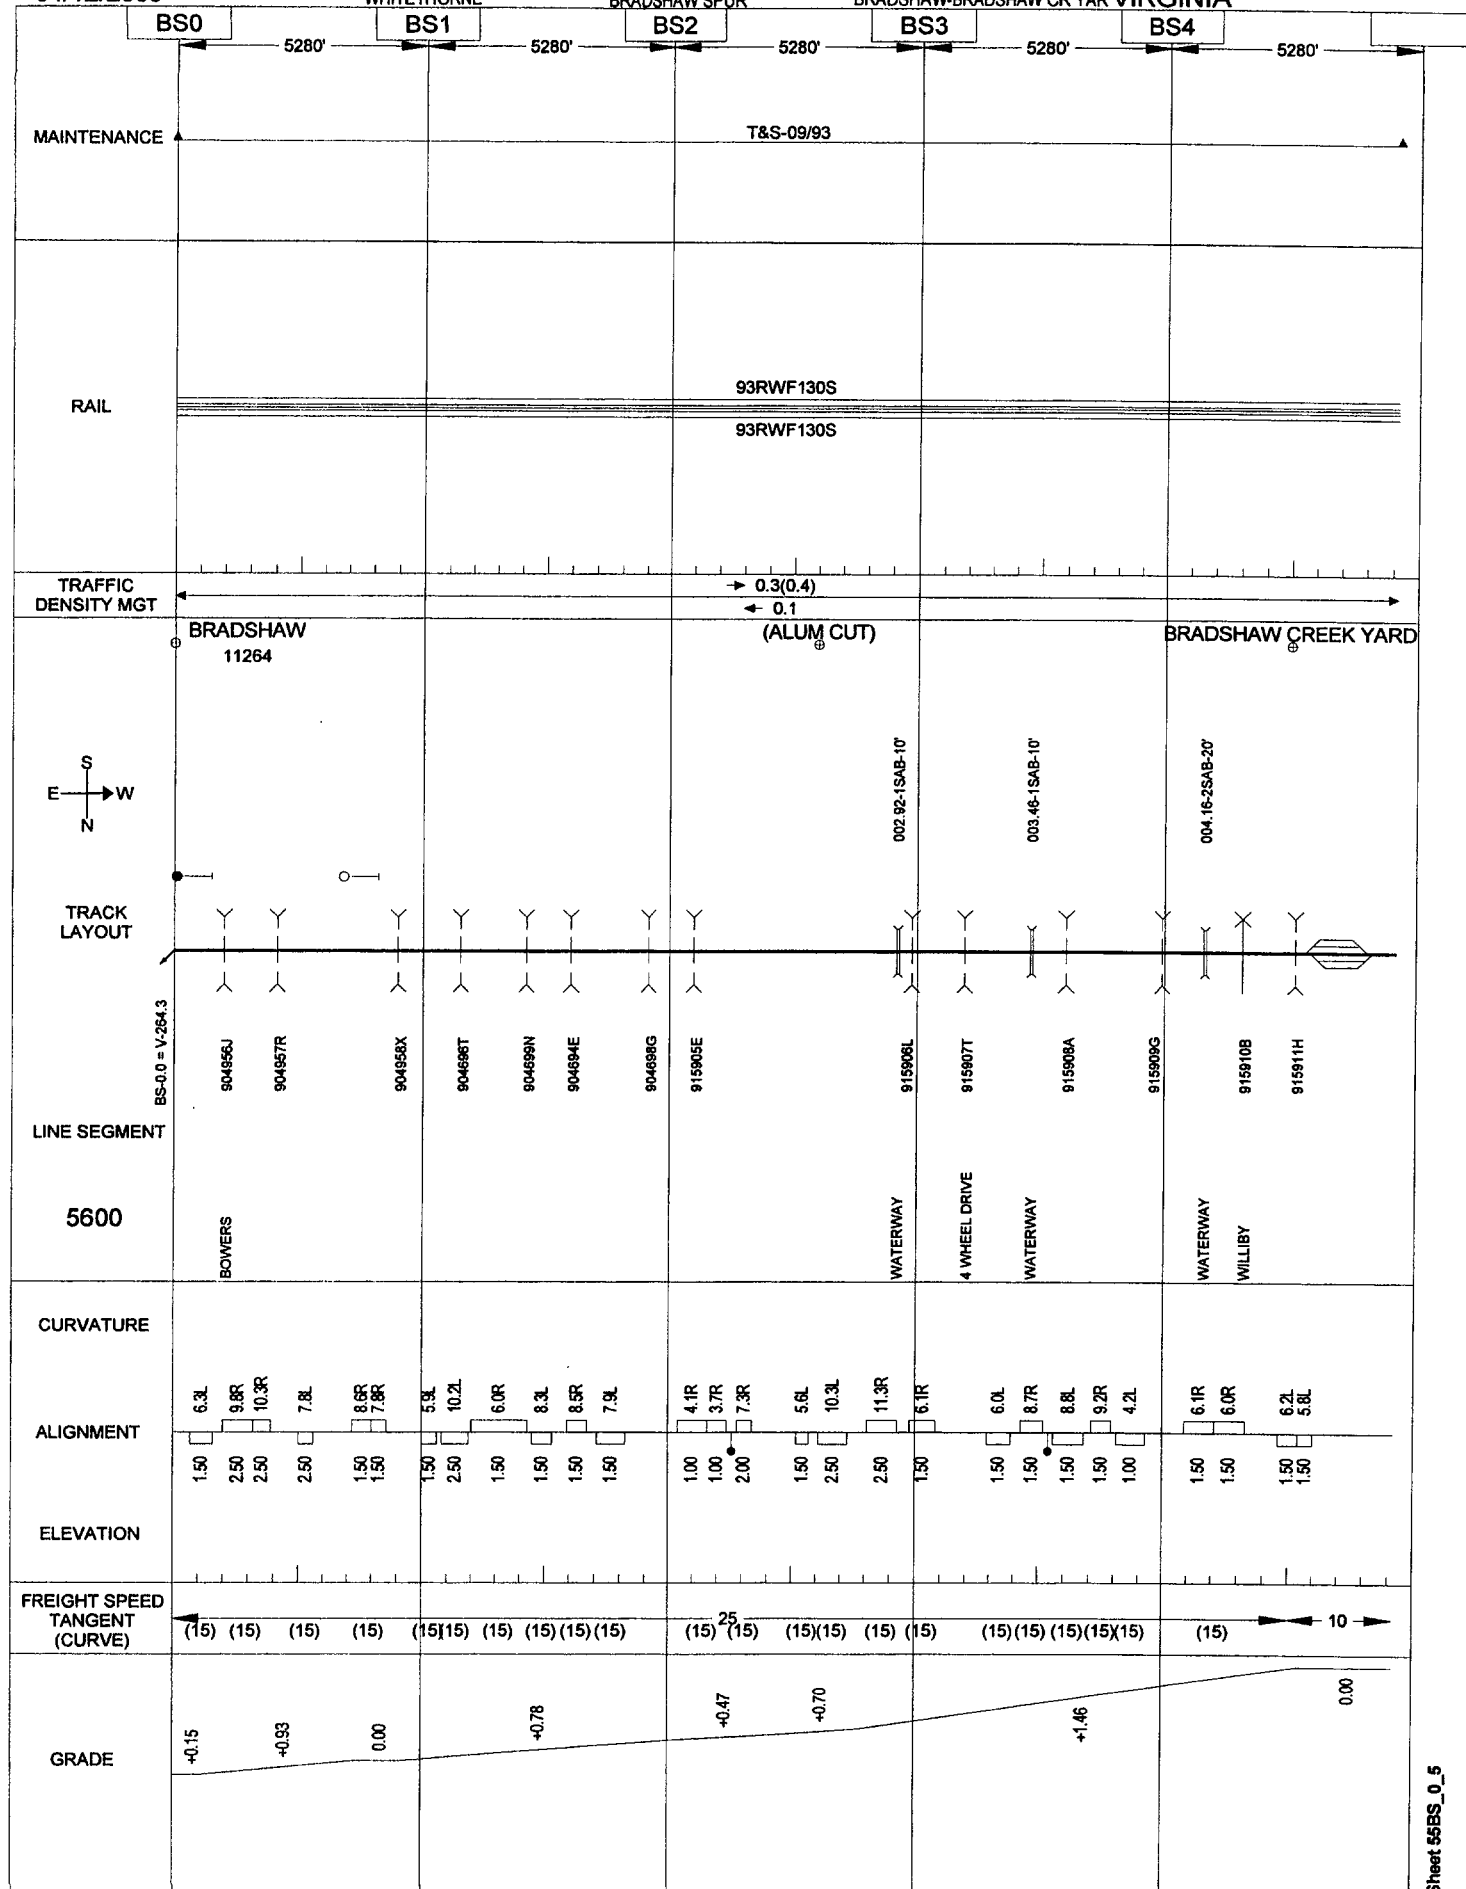 WHITETHORNE BRADSHAW SPUR BRADSHAW-BRADSHAW CR YAR VIRGINIA
BS0 BS1 BS2 BS3 BS4
5280' 5280' 5280' 5280' 5280'
MAINTENANCE T&S-09/93
93RWF130S
RAIL
93RWF130S
TRAFFIC
DENSITY MGT
0.3(0.4)
0.1
BRADSHAW (ALUM CUT) BRADSHAW CREEK YARD
11264
S
E W
N
002.92-1SAB-10' 003.46-1SAB-10' 004.16-2SAB-20'
TRACK
LAYOUT
BS-0.0 = V-264.3
904956J 904957R 904958X 904696T 904699N 904694E 904698G 915905E 915906L 915907T 915908A 915909G 915910B 915911H
LINE SEGMENT
5600
BOWERS WATERWAY 4 WHEEL DRIVE WATERWAY WATERWAY WILLIBY
CURVATURE
6.3L 9.8R 10.3R 7.8L 8.6R 7.8R 5.9L 10.2L 6.0R 8.3L 8.5R 7.9L 4.1R 3.7R 7.3R 5.6L 10.3L 11.3R 6.1R 6.0L 8.7R 8.8L 9.2R 4.2L 6.1R 6.0R 6.2L 5.8L
ALIGNMENT
1.50 2.50 2.50 2.50 1.50 1.50 1.50 2.50 1.50 1.50 1.50 1.50 1.00 1.00 2.00 1.50 2.50 2.50 1.50 1.50 1.50 1.50 1.50 1.00 1.50 1.50 1.50 1.50
ELEVATION
FREIGHT SPEED
TANGENT
(CURVE)
25 10
(15) (15) (15) (15) (15) (15) (15) (15) (15) (15) (15) (15) (15) (15) (15) (15) (15) (15) (15) (15) (15) (15)
GRADE
+0.15 +0.93 0.00 +0.78 +0.47 +0.70 +1.46 0.00
Sheet 55BS_0_5